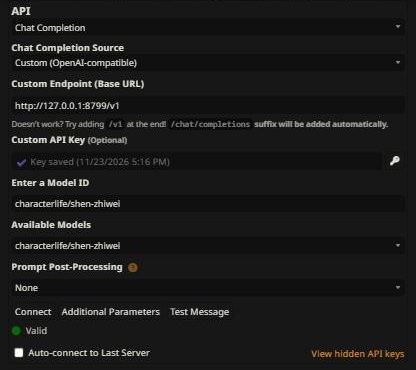 API
Chat Completion
Chat Completion Source
Custom (OpenAI-compatible)
Custom Endpoint (Base URL)
http://127.0.0.1:8799/v1
Doesn't work? Try adding /v1 at the end! /chat/completions suffix will be added automatically.
Custom API Key (Optional)
Key saved (11/23/2026 5:16 PM)
Enter a Model ID
characterlife/shen-zhiwei
Available Models
characterlife/shen-zhiwei
Prompt Post-Processing ?
None
Connect Additional Parameters Test Message
Valid
Auto-connect to Last Server View hidden API keys